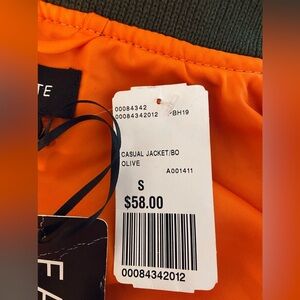 TE
00084342
00084342012 BH19
CASUAL JACKET/BO
OLIVE
A001411
S
$58.00
00084342012
FA